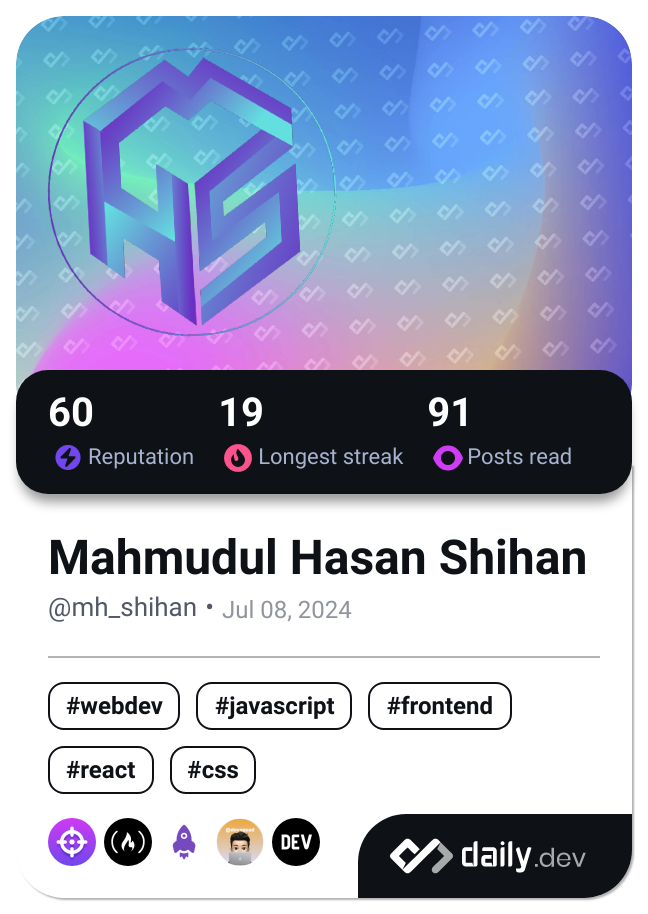 MHS
60 19 91
Reputation Longest streak Posts read
Mahmudul Hasan Shihan
@mh_shihan • Jul 08, 2024
#webdev #javascript #frontend
#react #css
DEV
daily.dev